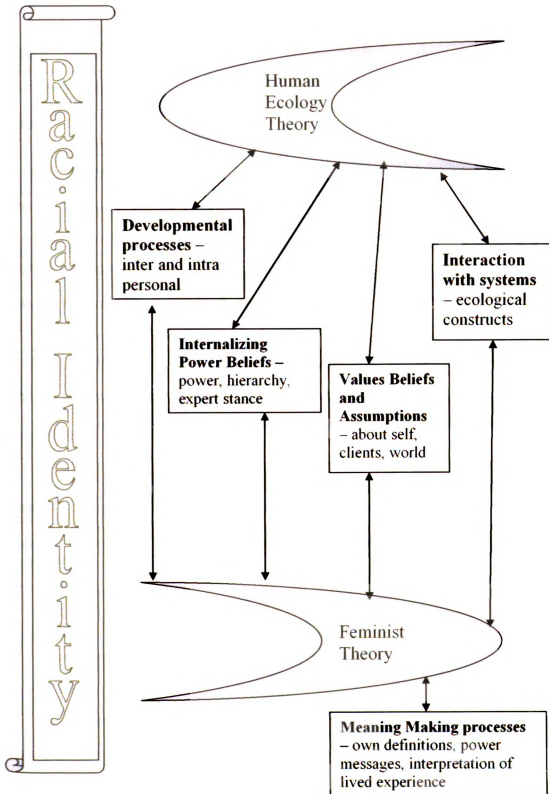 Racial Identity
Human
Ecology
Theory
Developmental
processes –
inter and intra
personal
Interaction
with systems
– ecological
constructs
Internalizing
Power Beliefs –
power, hierarchy,
expert stance
Values Beliefs
and
Assumptions
– about self,
clients, world
Feminist
Theory
Meaning Making processes
– own definitions, power
messages, interpretation of
lived experience